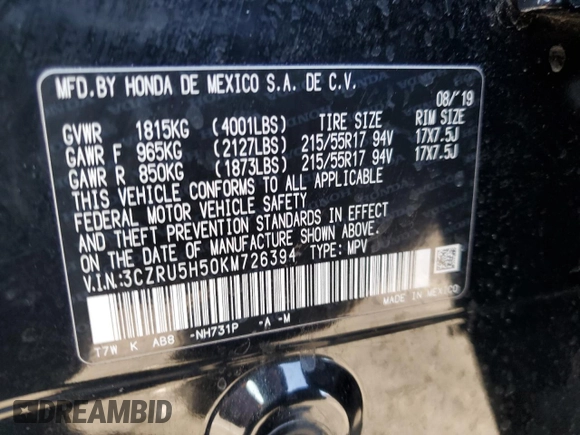 MFD.BY HONDA DE MEXICO S.A. DE C.V.
08/'19
GVWR 1815KG (4001LBS) TIRE SIZE RIM SIZE
GAWR F 965KG (2127LBS) 215/55R17 94V 17X7.5J
GAWR R 850KG (1873LBS) 215/55R17 94V 17X7.5J
THIS VEHICLE CONFORMS TO ALL APPLICABLE
FEDERAL MOTOR VEHICLE SAFETY
AND THEFT PREVENTION STANDARDS IN EFFECT
ON THE DATE OF MANUFACTURE SHOWN ABOVE.
V.I.N:3CZRU5H50KM726394 TYPE: MPV
MADE IN MEXICO
T7W K AB8 -NH731P -A -M
DREAMBID